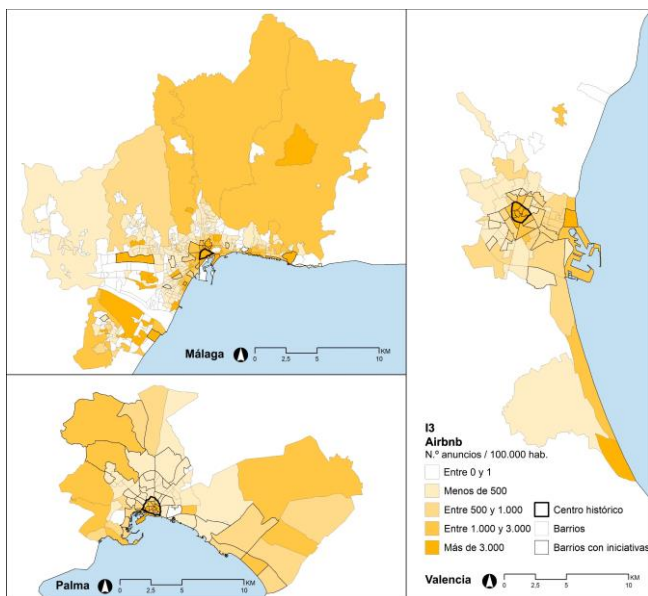 Málaga
0 2.5 5 10
KM
Palma
0 2.5 5 10
KM
I3
Airbnb
N.º anuncios / 100.000 hab.
Entre 0 y 1
Menos de 500
Entre 500 y 1.000
Entre 1.000 y 3.000
Más de 3.000
Centro histórico
Barrios
Barrios con iniciativas
Valencia
0 2.5 5 10
KM